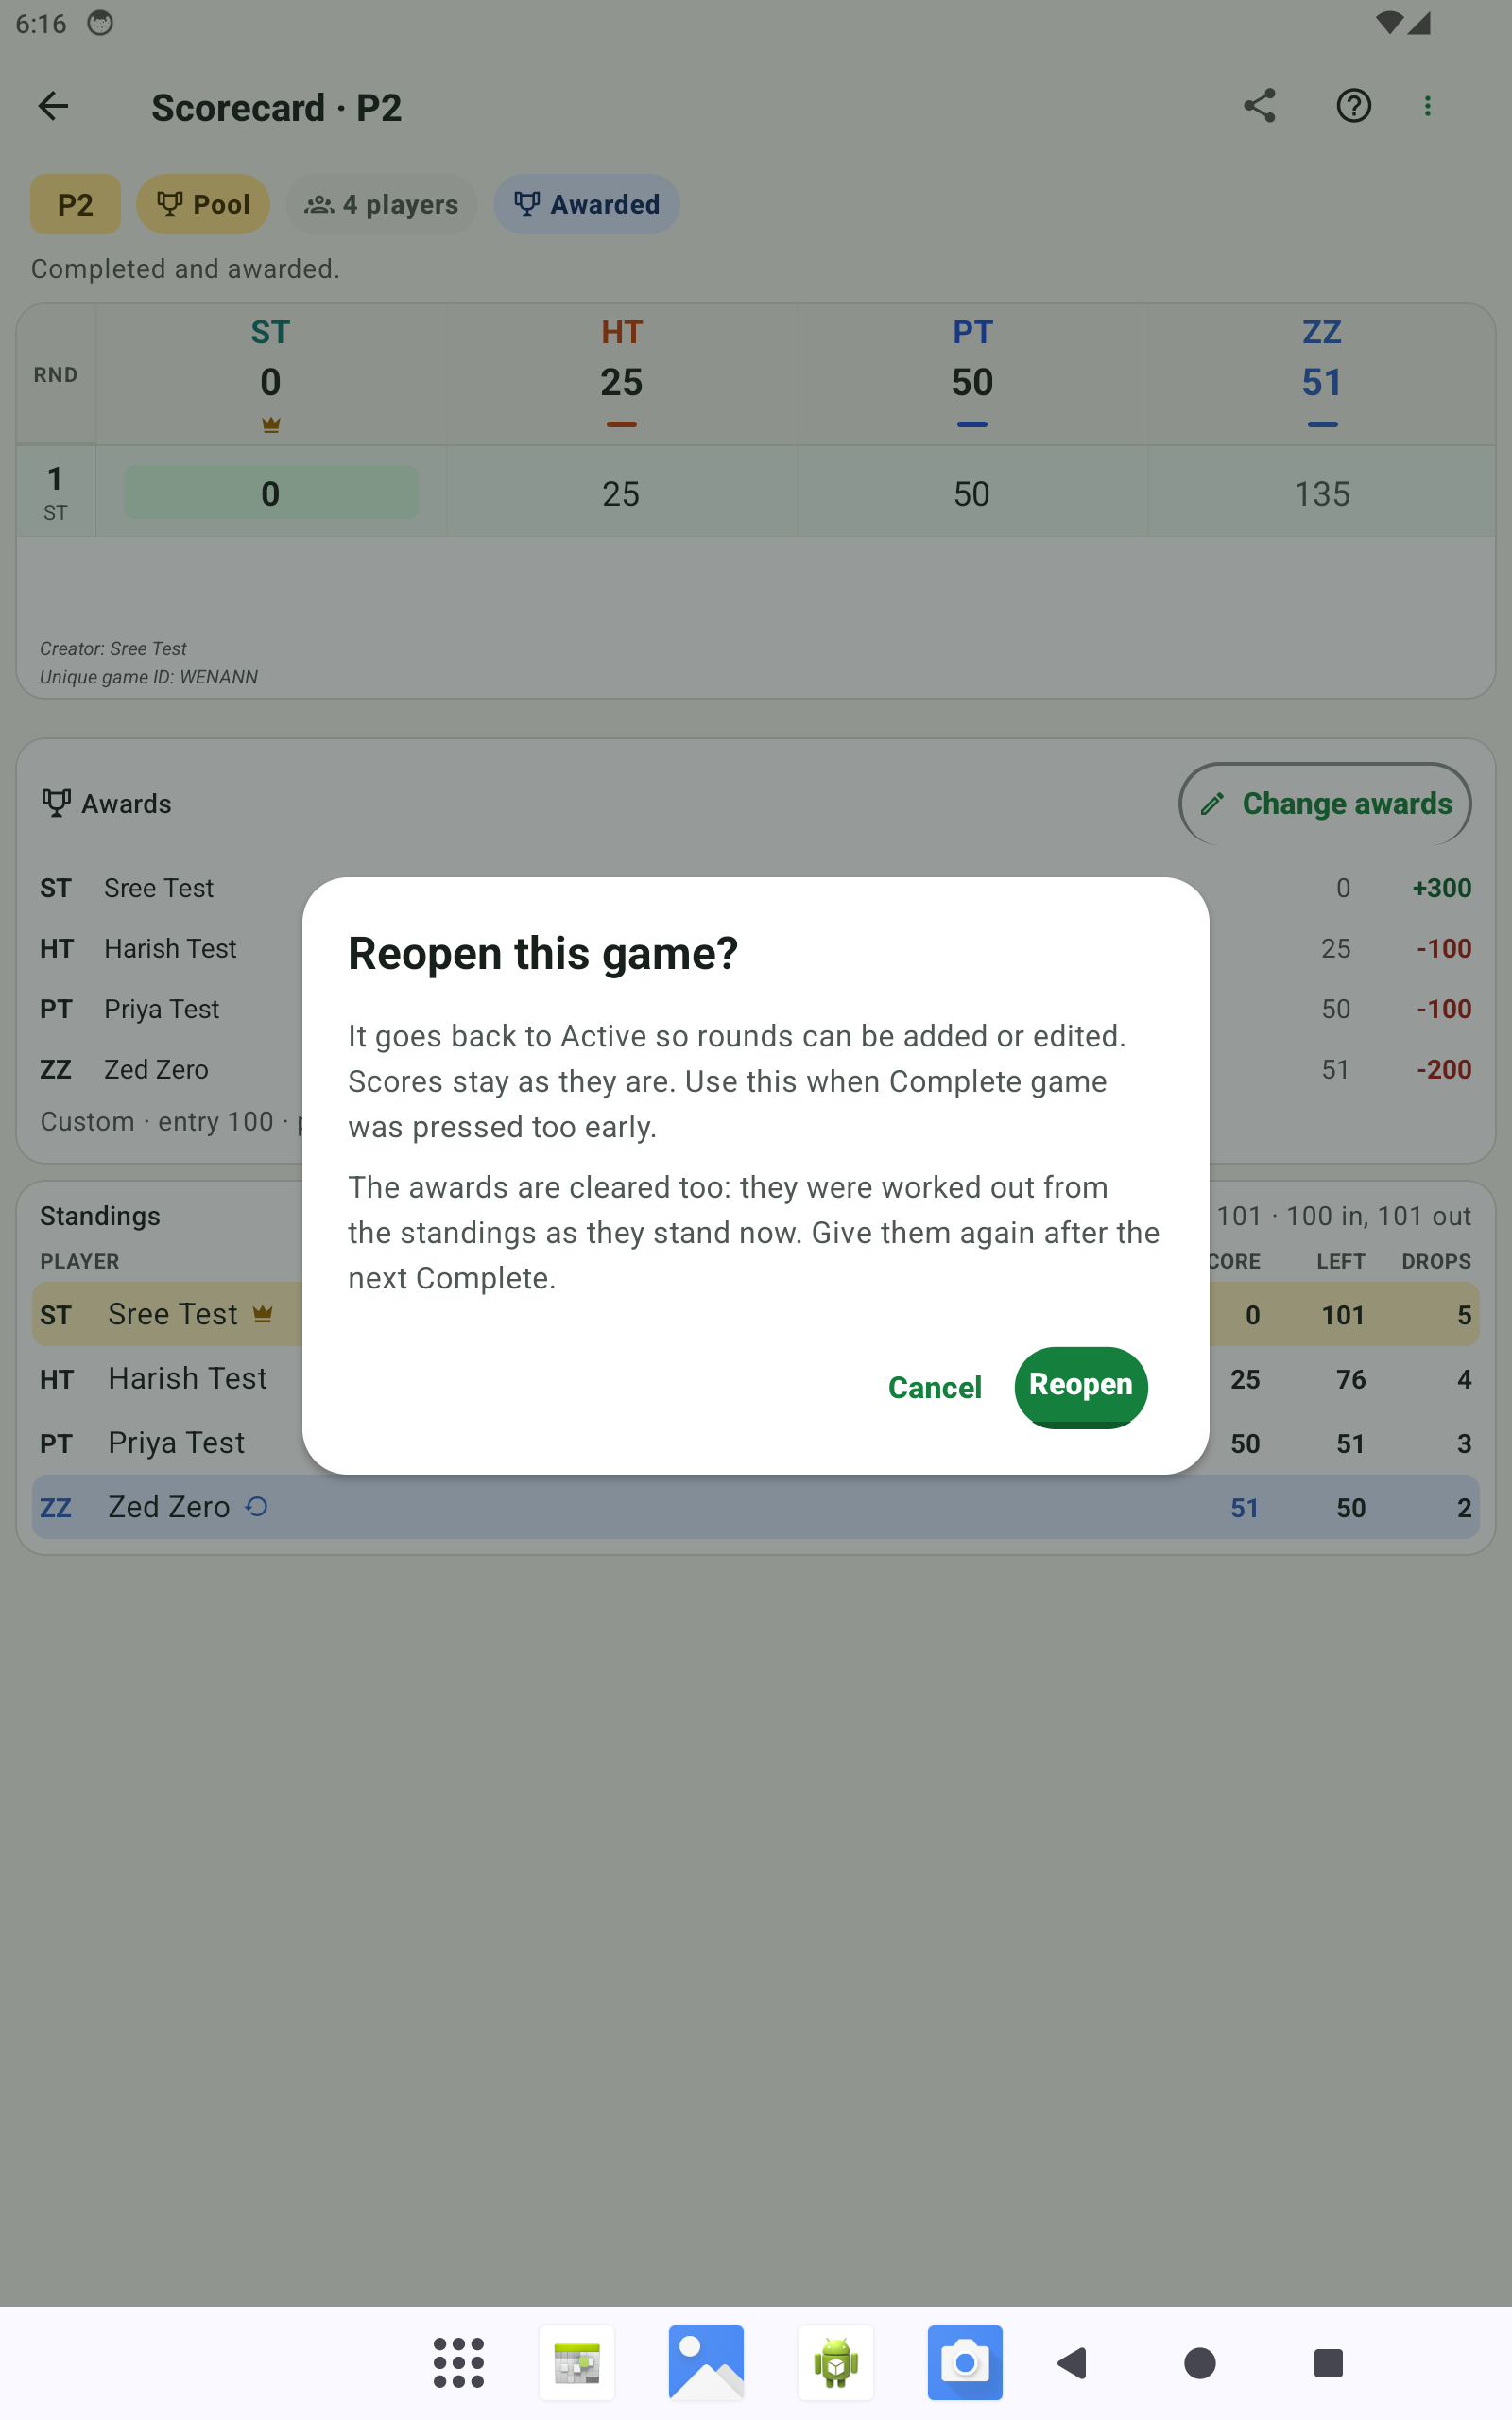 6:16
Scorecard · P2
P2
Pool
4 players
Awarded
Completed and awarded.
RND
ST
HT
PT
ZZ
0
25
50
51
1
ST
0
25
50
135
Creator: Sree Test
Unique game ID: WENANN
Awards
Change awards
ST Sree Test 0 +300
HT Harish Test 25 -100
PT Priya Test 50 -100
ZZ Zed Zero 51 -200
Custom · entry 100 ·
Reopen this game?
It goes back to Active so rounds can be added or edited.
Scores stay as they are. Use this when Complete game
was pressed too early.
The awards are cleared too: they were worked out from
the standings as they stand now. Give them again after the
next Complete.
Cancel
Reopen
Standings
101 · 100 in, 101 out
PLAYER LEFT DROPS
ST Sree Test 0 101 5
HT Harish Test 25 76 4
PT Priya Test 50 51 3
ZZ Zed Zero 51 50 2